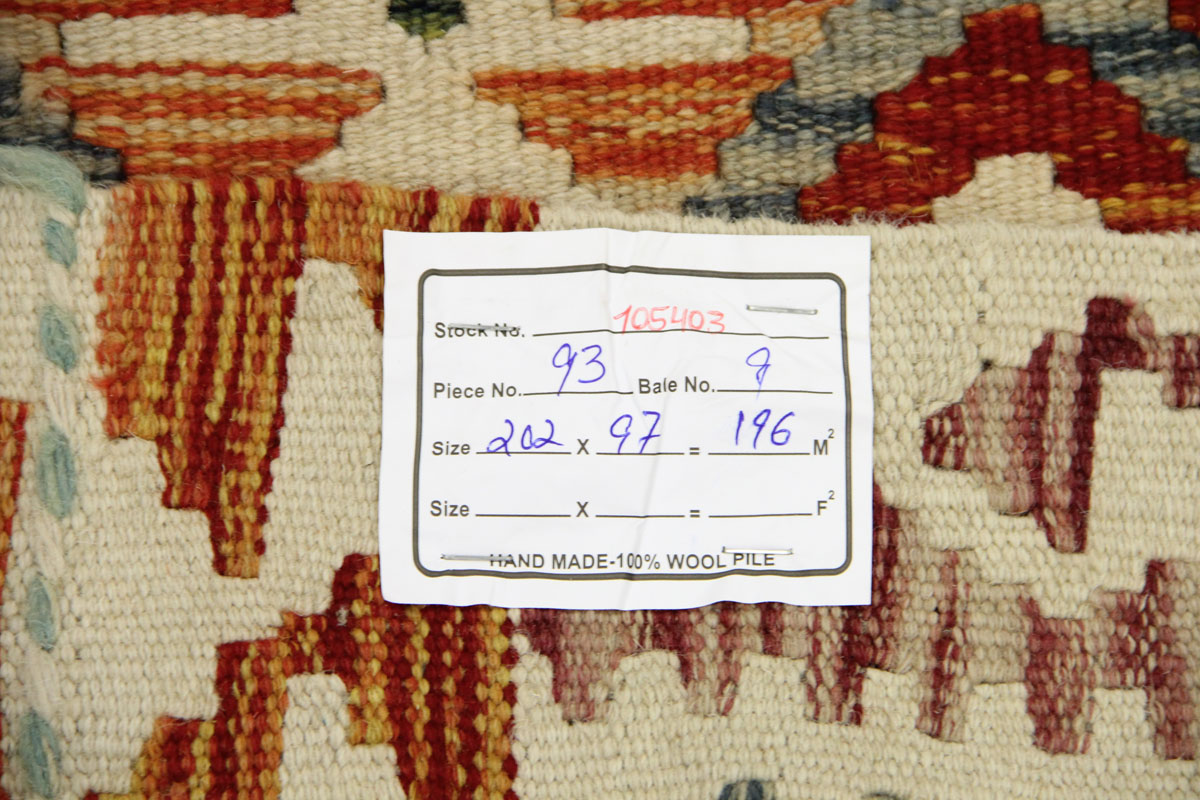 Stock No. 105403
Piece No. 93 Bale No. 9
Size 202 X 97 = 196 M²
Size X = F²
HAND MADE-100% WOOL PILE